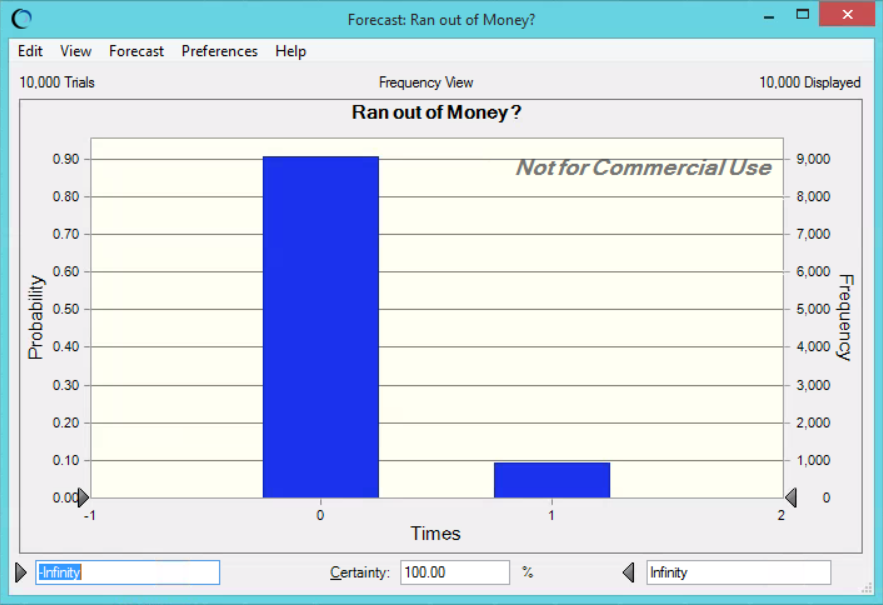 Forecast: Ran out of Money?
Edit View Forecast Preferences Help
10,000 Trials Frequency View 10,000 Displayed
Ran out of Money?
Not for Commercial Use
0.90 9,000
0.80 8,000
0.70 7,000
0.60 6,000
0.50 5,000
0.40 4,000
0.30 3,000
0.20 2,000
0.10 1,000
0.00 0
Probability
Frequency
-1 0 1 2
Times
-Infinity Certainty: 100.00 % Infinity